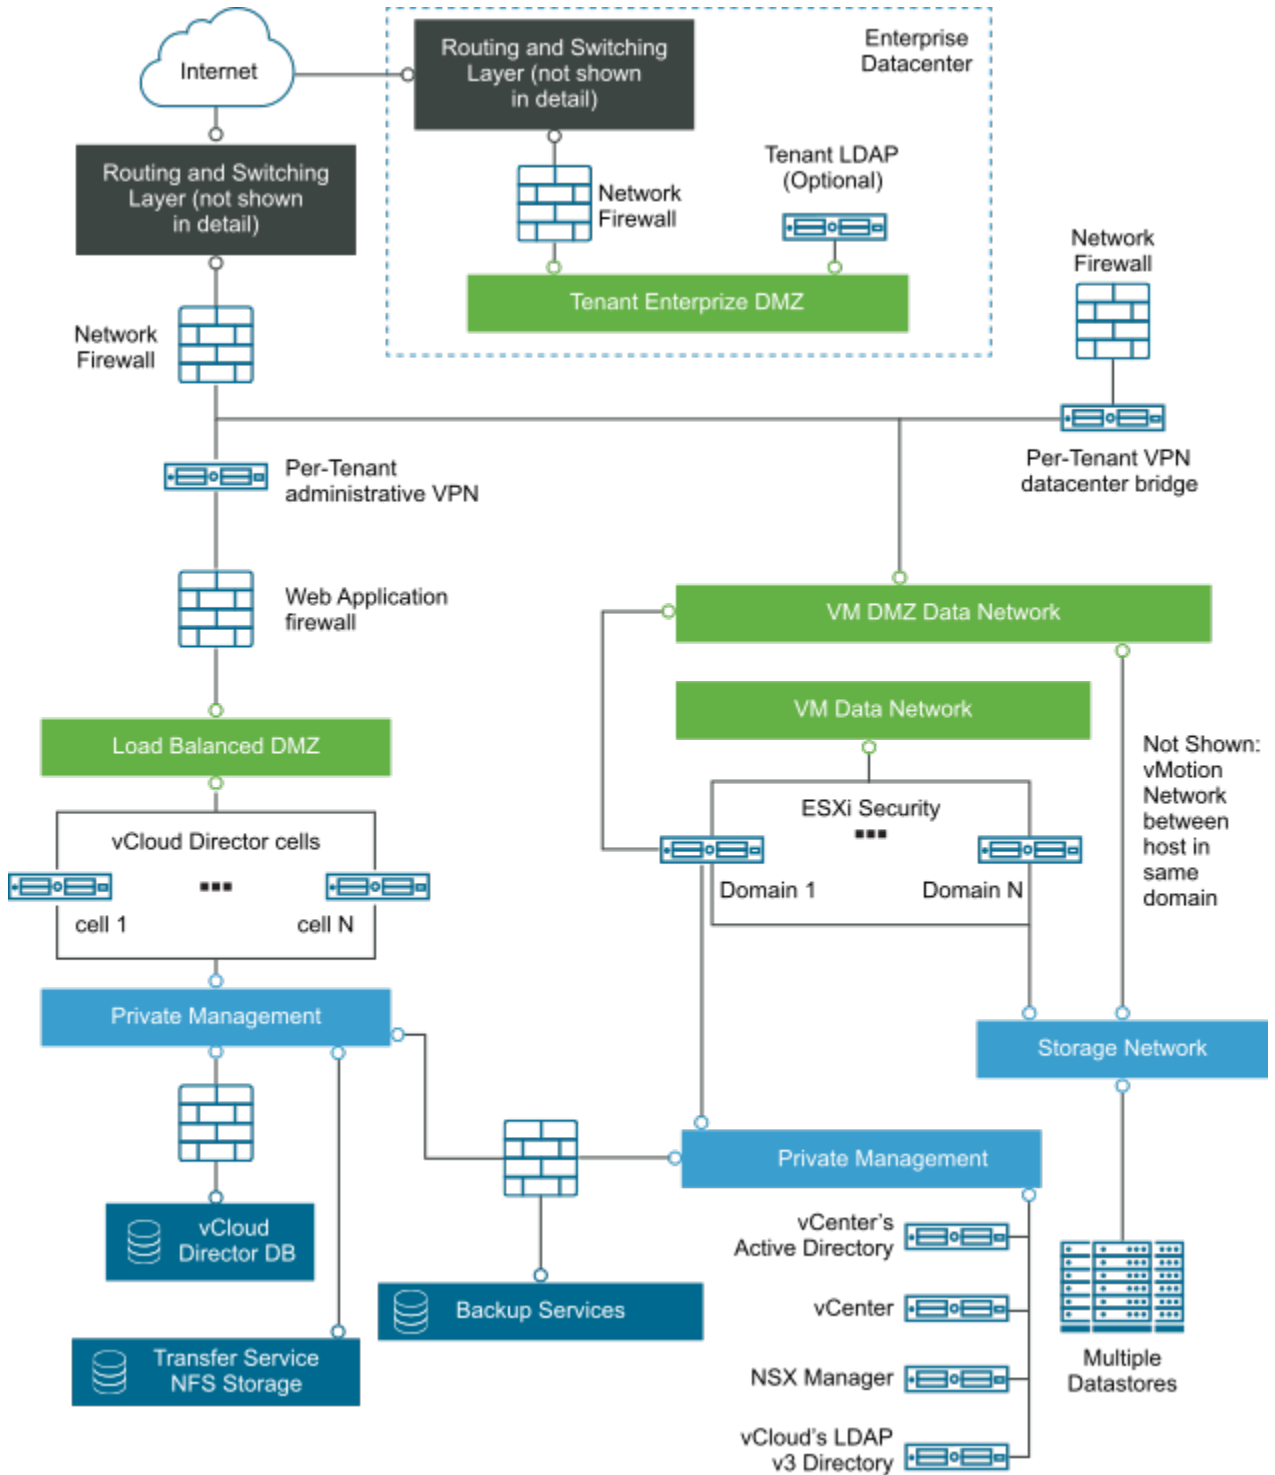 Internet
Routing and Switching
Layer (not shown
in detail)
Enterprise
Datacenter
Routing and Switching
Layer (not shown
in detail)
Tenant LDAP
(Optional)
Network
Firewall
Network
Firewall
Tenant Enterprize DMZ
Network
Firewall
Per-Tenant
administrative VPN
Per-Tenant VPN
datacenter bridge
Web Application
firewall
VM DMZ Data Network
VM Data Network
Load Balanced DMZ
Not Shown:
vMotion
Network
between
host in
same
domain
ESXi Security
vCloud Director cells
Domain 1
Domain N
cell 1
cell N
Private Management
Storage Network
Private Management
vCloud
Director DB
vCenter's
Active Directory
Backup Services
vCenter
Transfer Service
NFS Storage
NSX Manager
Multiple
Datastores
vCloud's LDAP
v3 Directory